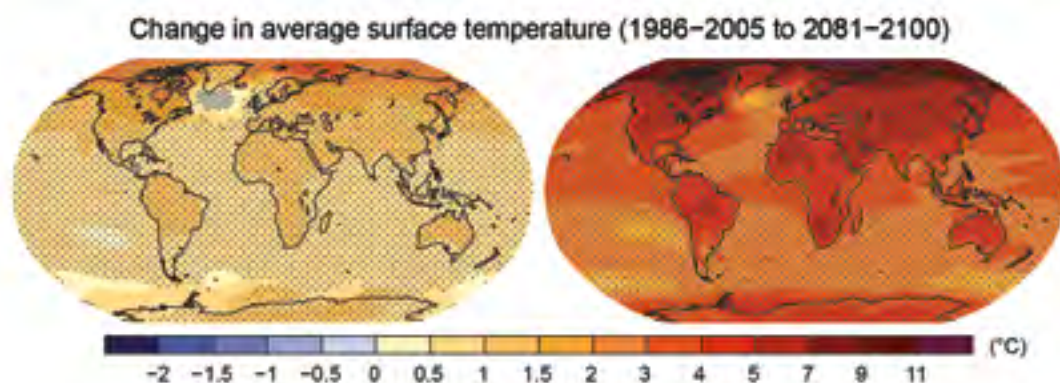 Change in average surface temperature (1986−2005 to 2081−2100)
(°C)
−2 −1.5 −1 −0.5 0 0.5 1 1.5 2 3 4 5 7 9 11